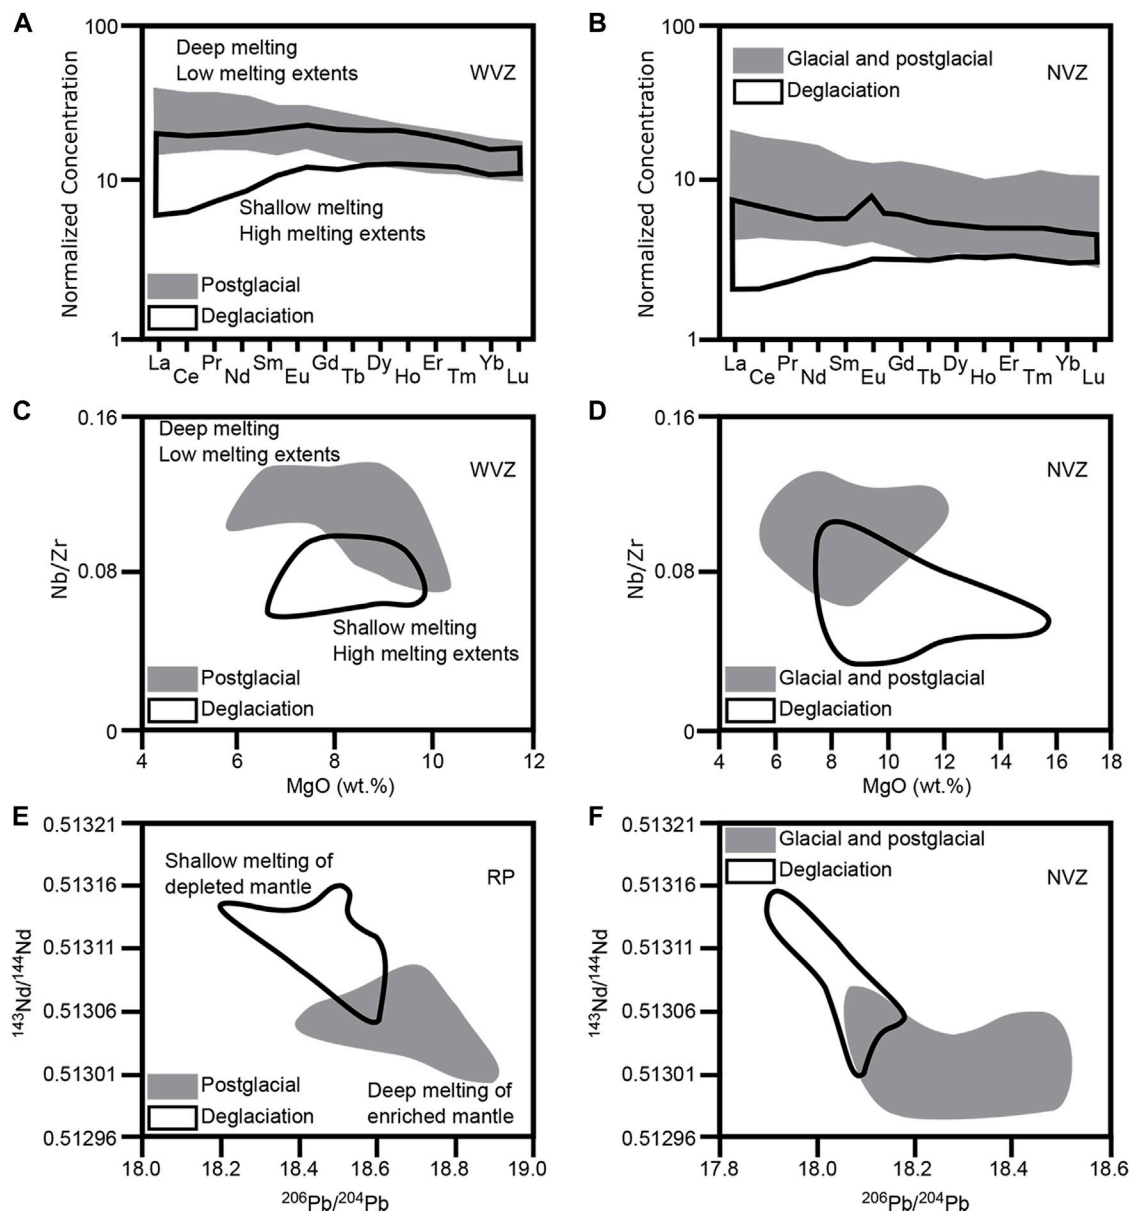 A
100
Deep melting
Low melting extents
WVZ
Normalized Concentration
10
Shallow melting
High melting extents
Postglacial
Deglaciation
1
La Ce Pr Nd Sm Eu Gd Tb Dy Ho Er Tm Yb Lu
B
100
Glacial and postglacial
NVZ
Deglaciation
Normalized Concentration
10
1
La Ce Pr Nd Sm Eu Gd Tb Dy Ho Er Tm Yb Lu
C
0.16
Deep melting
Low melting extents
WVZ
Nb/Zr
0.08
Shallow melting
High melting extents
Postglacial
Deglaciation
0
4 6 8 10 12
MgO (wt.%)
D
0.16
NVZ
Nb/Zr
0.08
Glacial and postglacial
Deglaciation
0
4 6 8 10 12 14 16 18
MgO (wt.%)
E
0.51321
Shallow melting of
depleted mantle
RP
0.51316
0.51311
¹⁴³Nd/¹⁴⁴Nd
0.51306
0.51301
Postglacial
Deep melting of
Deglaciation
enriched mantle
0.51296
18.0 18.2 18.4 18.6 18.8 19.0
²⁰⁶Pb/²⁰⁴Pb
F
0.51321
Glacial and postglacial
Deglaciation
NVZ
0.51316
0.51311
¹⁴³Nd/¹⁴⁴Nd
0.51306
0.51301
0.51296
17.8 18.0 18.2 18.4 18.6
²⁰⁶Pb/²⁰⁴Pb